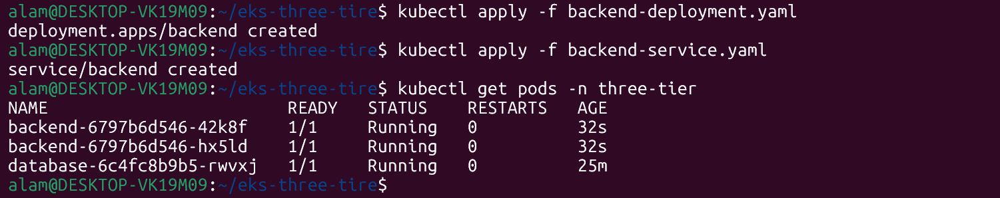 alam@DESKTOP-VK19M09:~/eks-three-tire$ kubectl apply -f backend-deployment.yaml
deployment.apps/backend created
alam@DESKTOP-VK19M09:~/eks-three-tire$ kubectl apply -f backend-service.yaml
service/backend created
alam@DESKTOP-VK19M09:~/eks-three-tire$ kubectl get pods -n three-tier
NAME                        READY   STATUS    RESTARTS   AGE
backend-6797b6d546-42k8f    1/1     Running   0          32s
backend-6797b6d546-hx5ld    1/1     Running   0          32s
database-6c4fc8b9b5-rwvxj   1/1     Running   0          25m
alam@DESKTOP-VK19M09:~/eks-three-tire$